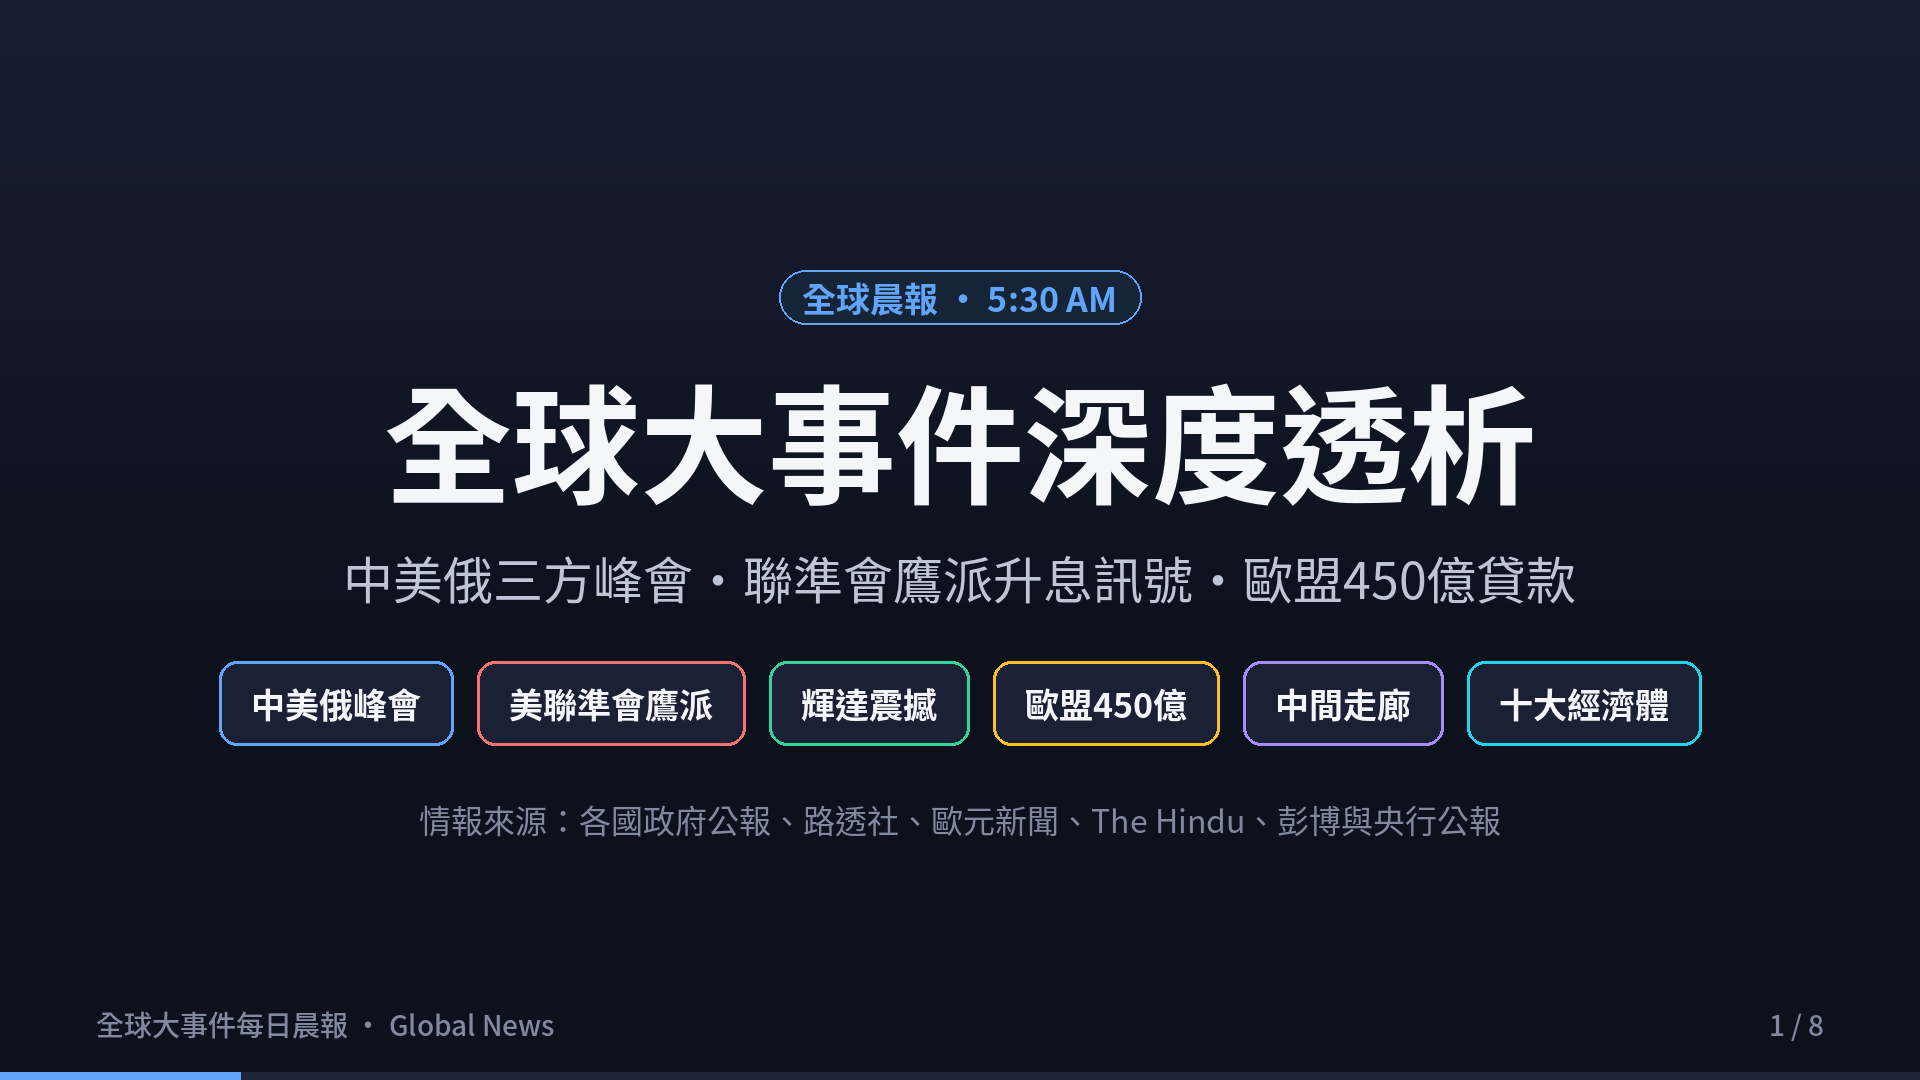 全球晨報 • 5:30 AM
全球大事件深度透析
中美俄三方峰會•聯準會鷹派升息訊號•歐盟450億貸款
中美俄峰會 美聯準會鷹派 輝達震撼 歐盟450億 中間走廊 十大經濟體
情報來源：各國政府公報、路透社、歐元新聞、The Hindu、彭博與央行公報
全球大事件每日晨報 • Global News 1 / 8